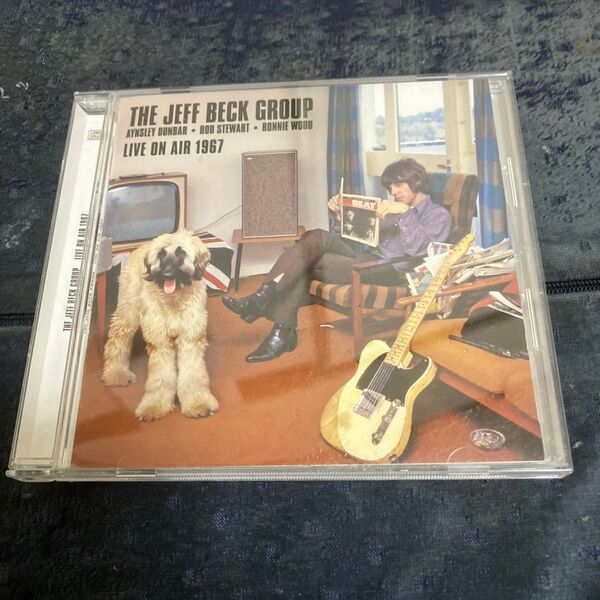 THE JEFF BECK GROUP
AYNSLEY DUNBAR • ROD STEWART • RONNIE WOOD
LIVE ON AIR 1967
BEAT
THE JEFF BECK GROUP LIVE ON AIR 1967